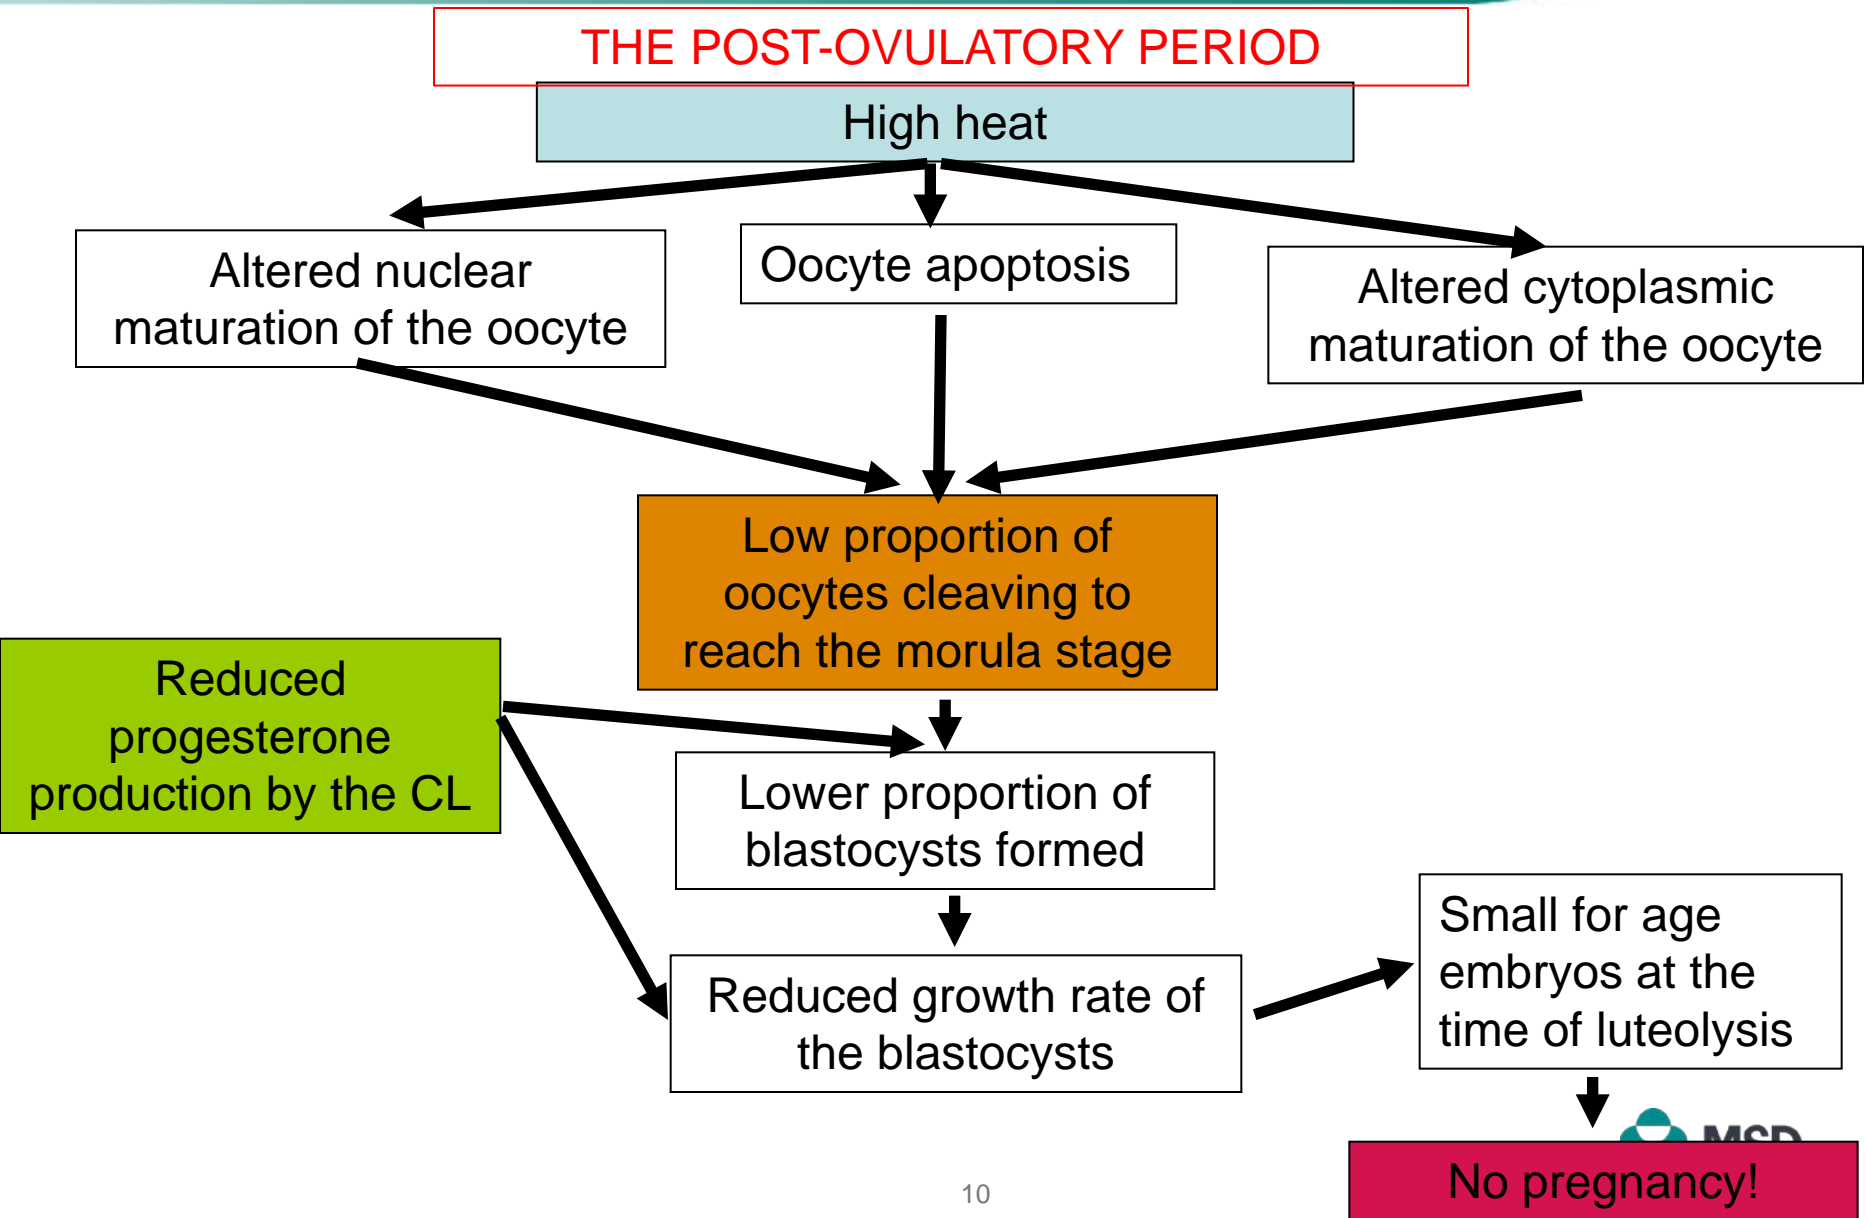 THE POST-OVULATORY PERIOD
High heat
Altered nuclear
maturation of the oocyte
Oocyte apoptosis
Altered cytoplasmic
maturation of the oocyte
Low proportion of
oocytes cleaving to
reach the morula stage
Reduced
progesterone
production by the CL
Lower proportion of
blastocysts formed
Reduced growth rate of
the blastocysts
Small for age
embryos at the
time of luteolysis
MSD
No pregnancy!
10